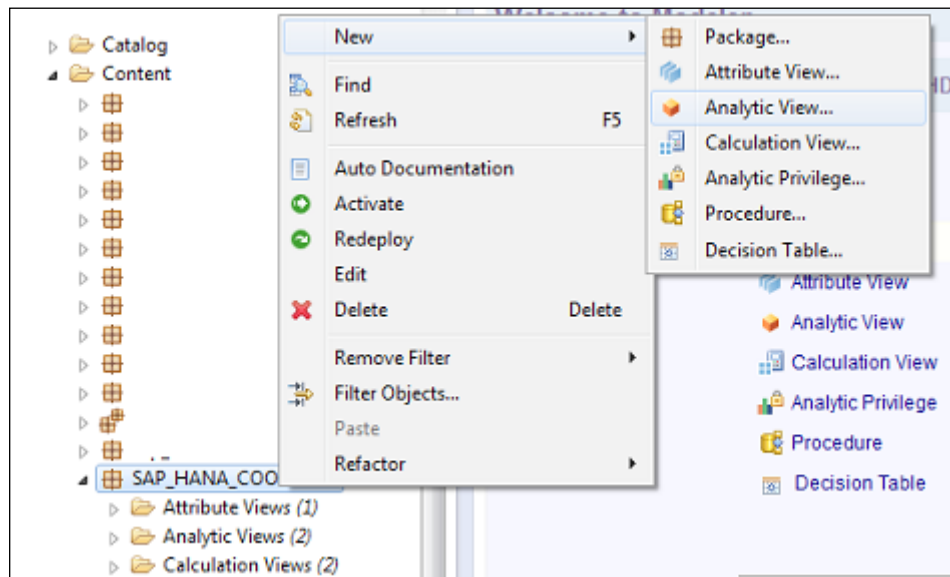 Catalog
Content
SAP_HANA_COO
Attribute Views (1)
Analytic Views (2)
Calculation Views (2)
New
Find
Refresh F5
Auto Documentation
Activate
Redeploy
Edit
Delete Delete
Remove Filter
Filter Objects...
Paste
Refactor
Package...
Attribute View...
Analytic View...
Calculation View...
Analytic Privilege...
Procedure...
Decision Table...
Attribute View
Analytic View
Calculation View
Analytic Privilege
Procedure
Decision Table